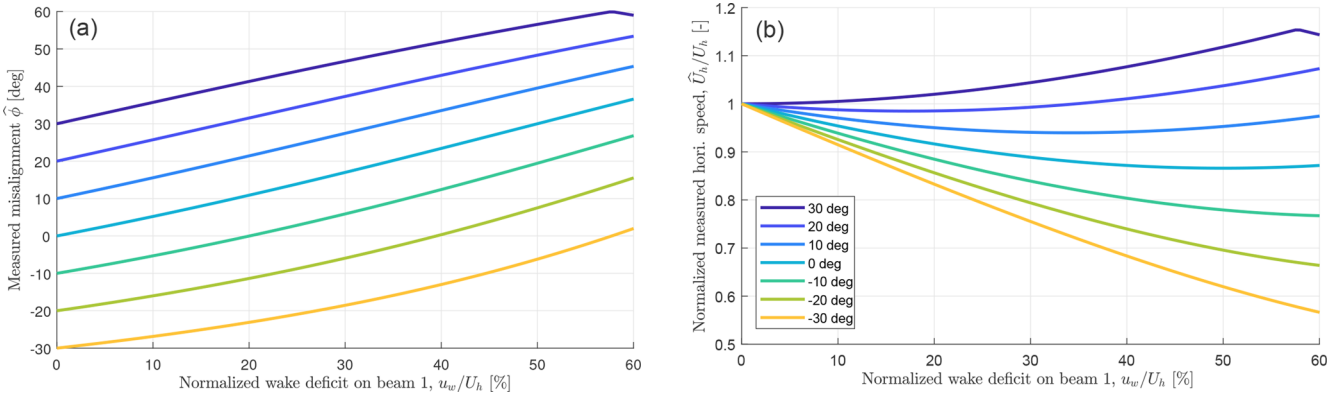 (a)
Measured misalignment $\widehat{\phi}$ [deg]
60
50
40
30
20
10
0
-10
-20
-30
0 10 20 30 40 50 60
Normalized wake deficit on beam 1, $u_w/U_h$ [%]
(b)
Normalized measured hori. speed, $\widehat{U}_h/U_h$ [-]
1.2
1.1
1
0.9
0.8
0.7
0.6
0.5
30 deg
20 deg
10 deg
0 deg
-10 deg
-20 deg
-30 deg
0 10 20 30 40 50 60
Normalized wake deficit on beam 1, $u_w/U_h$ [%]